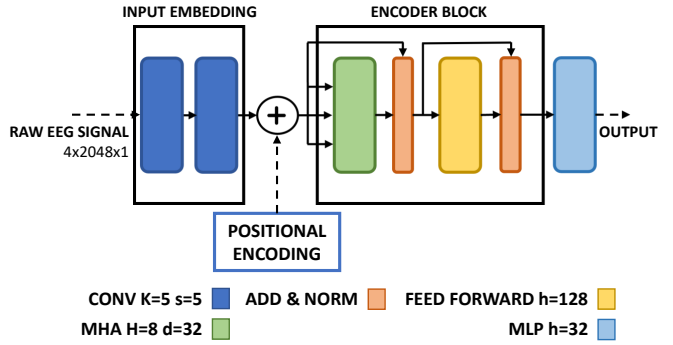 INPUT EMBEDDING
ENCODER BLOCK
+
RAW EEG SIGNAL
4x2048x1
OUTPUT
POSITIONAL
ENCODING
CONV K=5 s=5
ADD & NORM
FEED FORWARD h=128
MHA H=8 d=32
MLP h=32